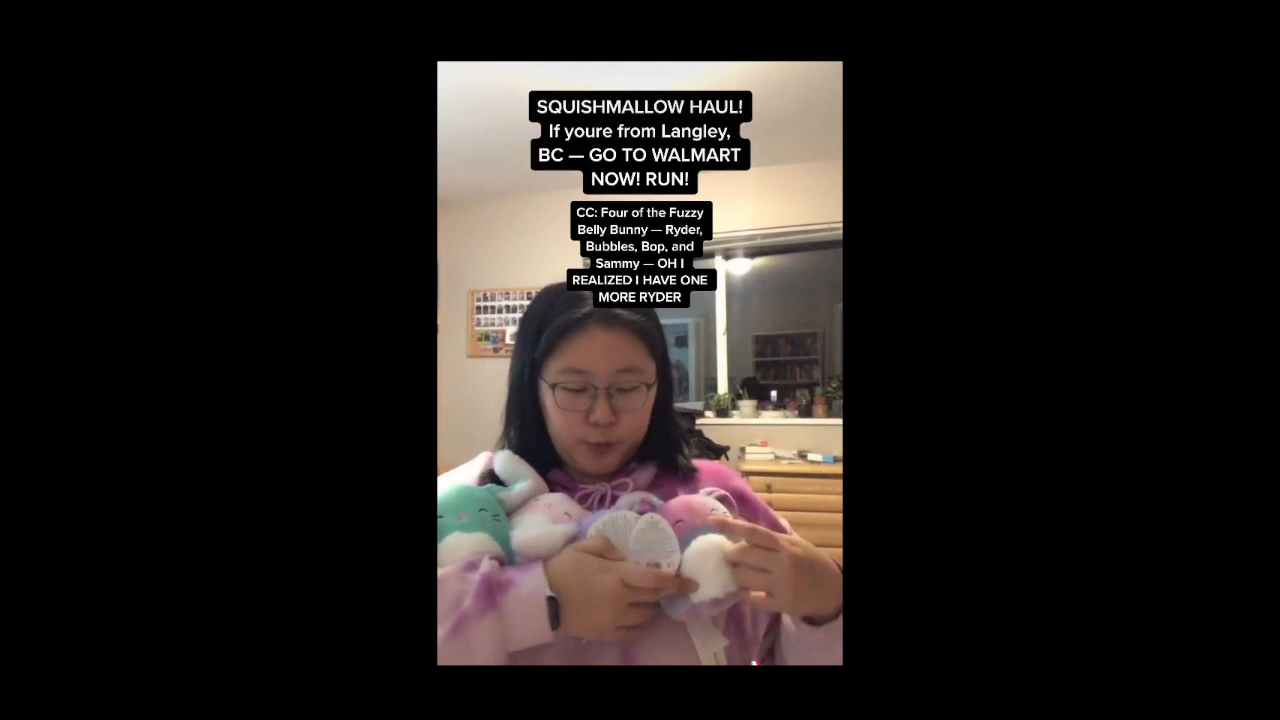 SQUISHMALLOW HAUL!
If youre from Langley,
BC — GO TO WALMART
NOW! RUN!
CC: Four of the Fuzzy
Belly Bunny — Ryder,
Bubbles, Bop, and
Sammy — OH I
REALIZED I HAVE ONE
MORE RYDER